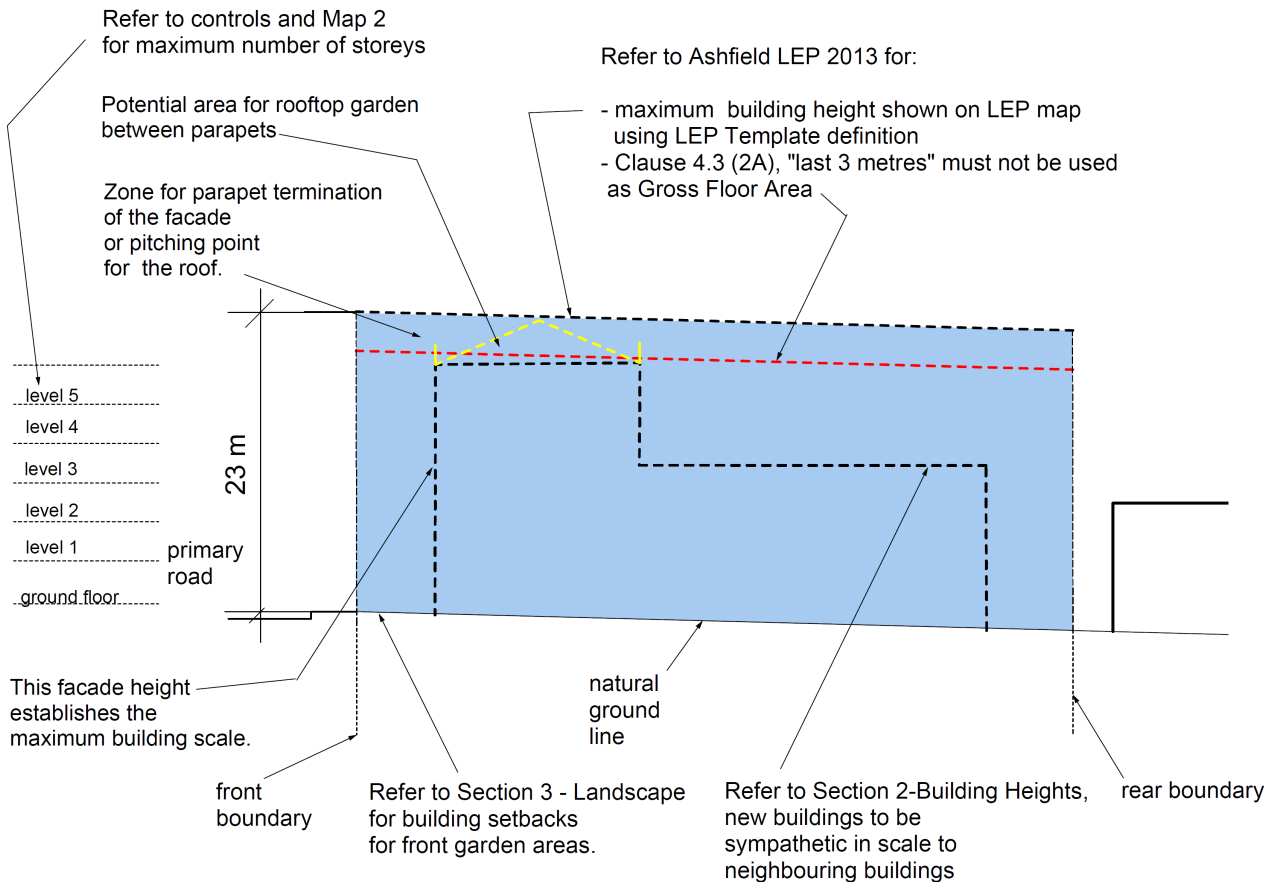 Refer to controls and Map 2
for maximum number of storeys
Potential area for rooftop garden
between parapets
Zone for parapet termination
of the facade
or pitching point
for the roof.
Refer to Ashfield LEP 2013 for:
- maximum building height shown on LEP map
using LEP Template definition
- Clause 4.3 (2A), "last 3 metres" must not be used
as Gross Floor Area
level 5
level 4
level 3
level 2
level 1
ground floor
23 m
primary
road
This facade height
establishes the
maximum building scale.
natural
ground
line
front
boundary
Refer to Section 3 - Landscape
for building setbacks
for front garden areas.
Refer to Section 2-Building Heights,
new buildings to be
sympathetic in scale to
neighbouring buildings
rear boundary